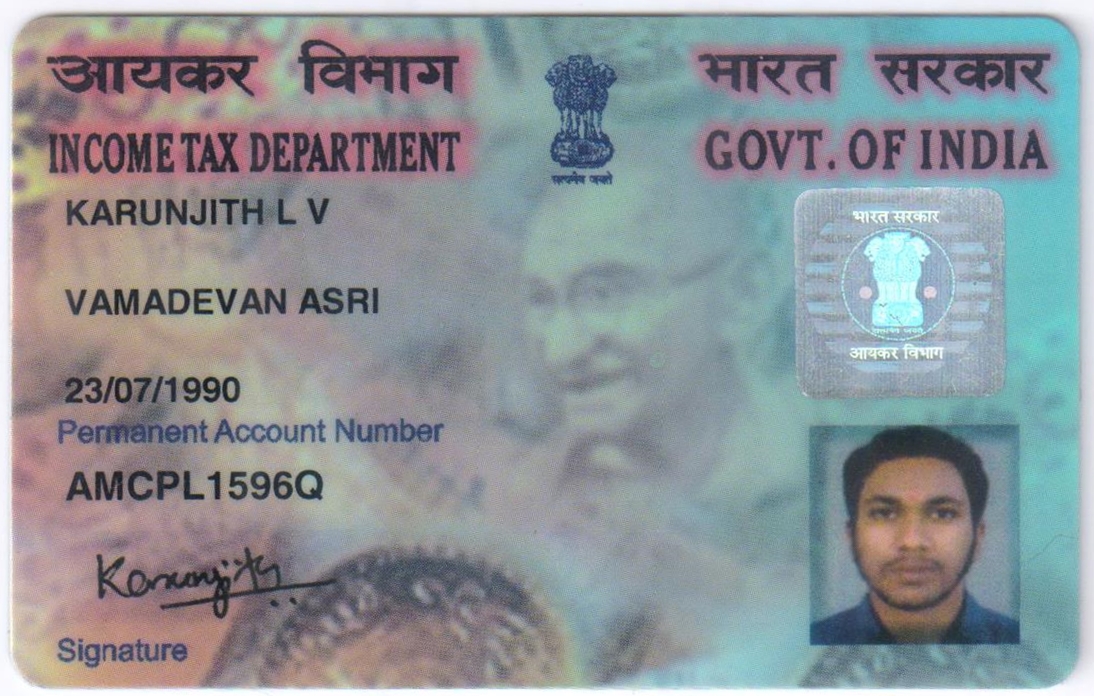 आयकर विभाग
भारत सरकार
INCOME TAX DEPARTMENT
GOVT. OF INDIA
सत्यमेव जयते
KARUNJITH L V
भारत सरकार
VAMADEVAN ASRI
सत्यमेव जयते
आयकर विभाग
23/07/1990
Permanent Account Number
AMCPL1596Q
Karunjith
Signature